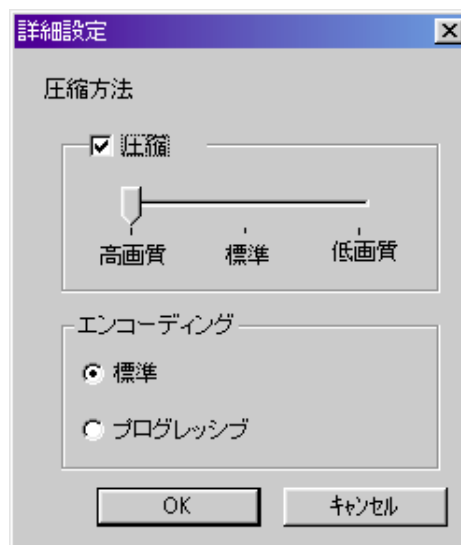 詳細設定
圧縮方法
圧縮
高画質 標準 低画質
エンコーディング
標準
プログレッシブ
OK キャンセル